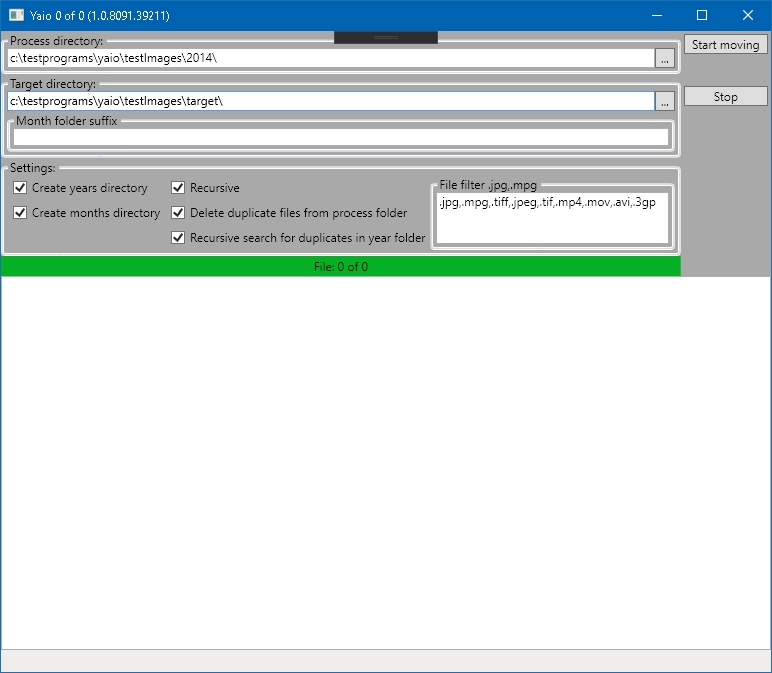 Yaio 0 of 0 (1.0.8091.39211)
Process directory:
c:\testprograms\yaio\testImages\2014\
...
Start moving
Target directory:
c:\testprograms\yaio\testImages\target\
...
Stop
Month folder suffix
Settings:
Create years directory
Recursive
File filter .jpg,.mpg
Create months directory
Delete duplicate files from process folder
.jpg,.mpg,.tiff,.jpeg,.tif,.mp4,.mov,.avi,.3gp
Recursive search for duplicates in year folder
File: 0 of 0